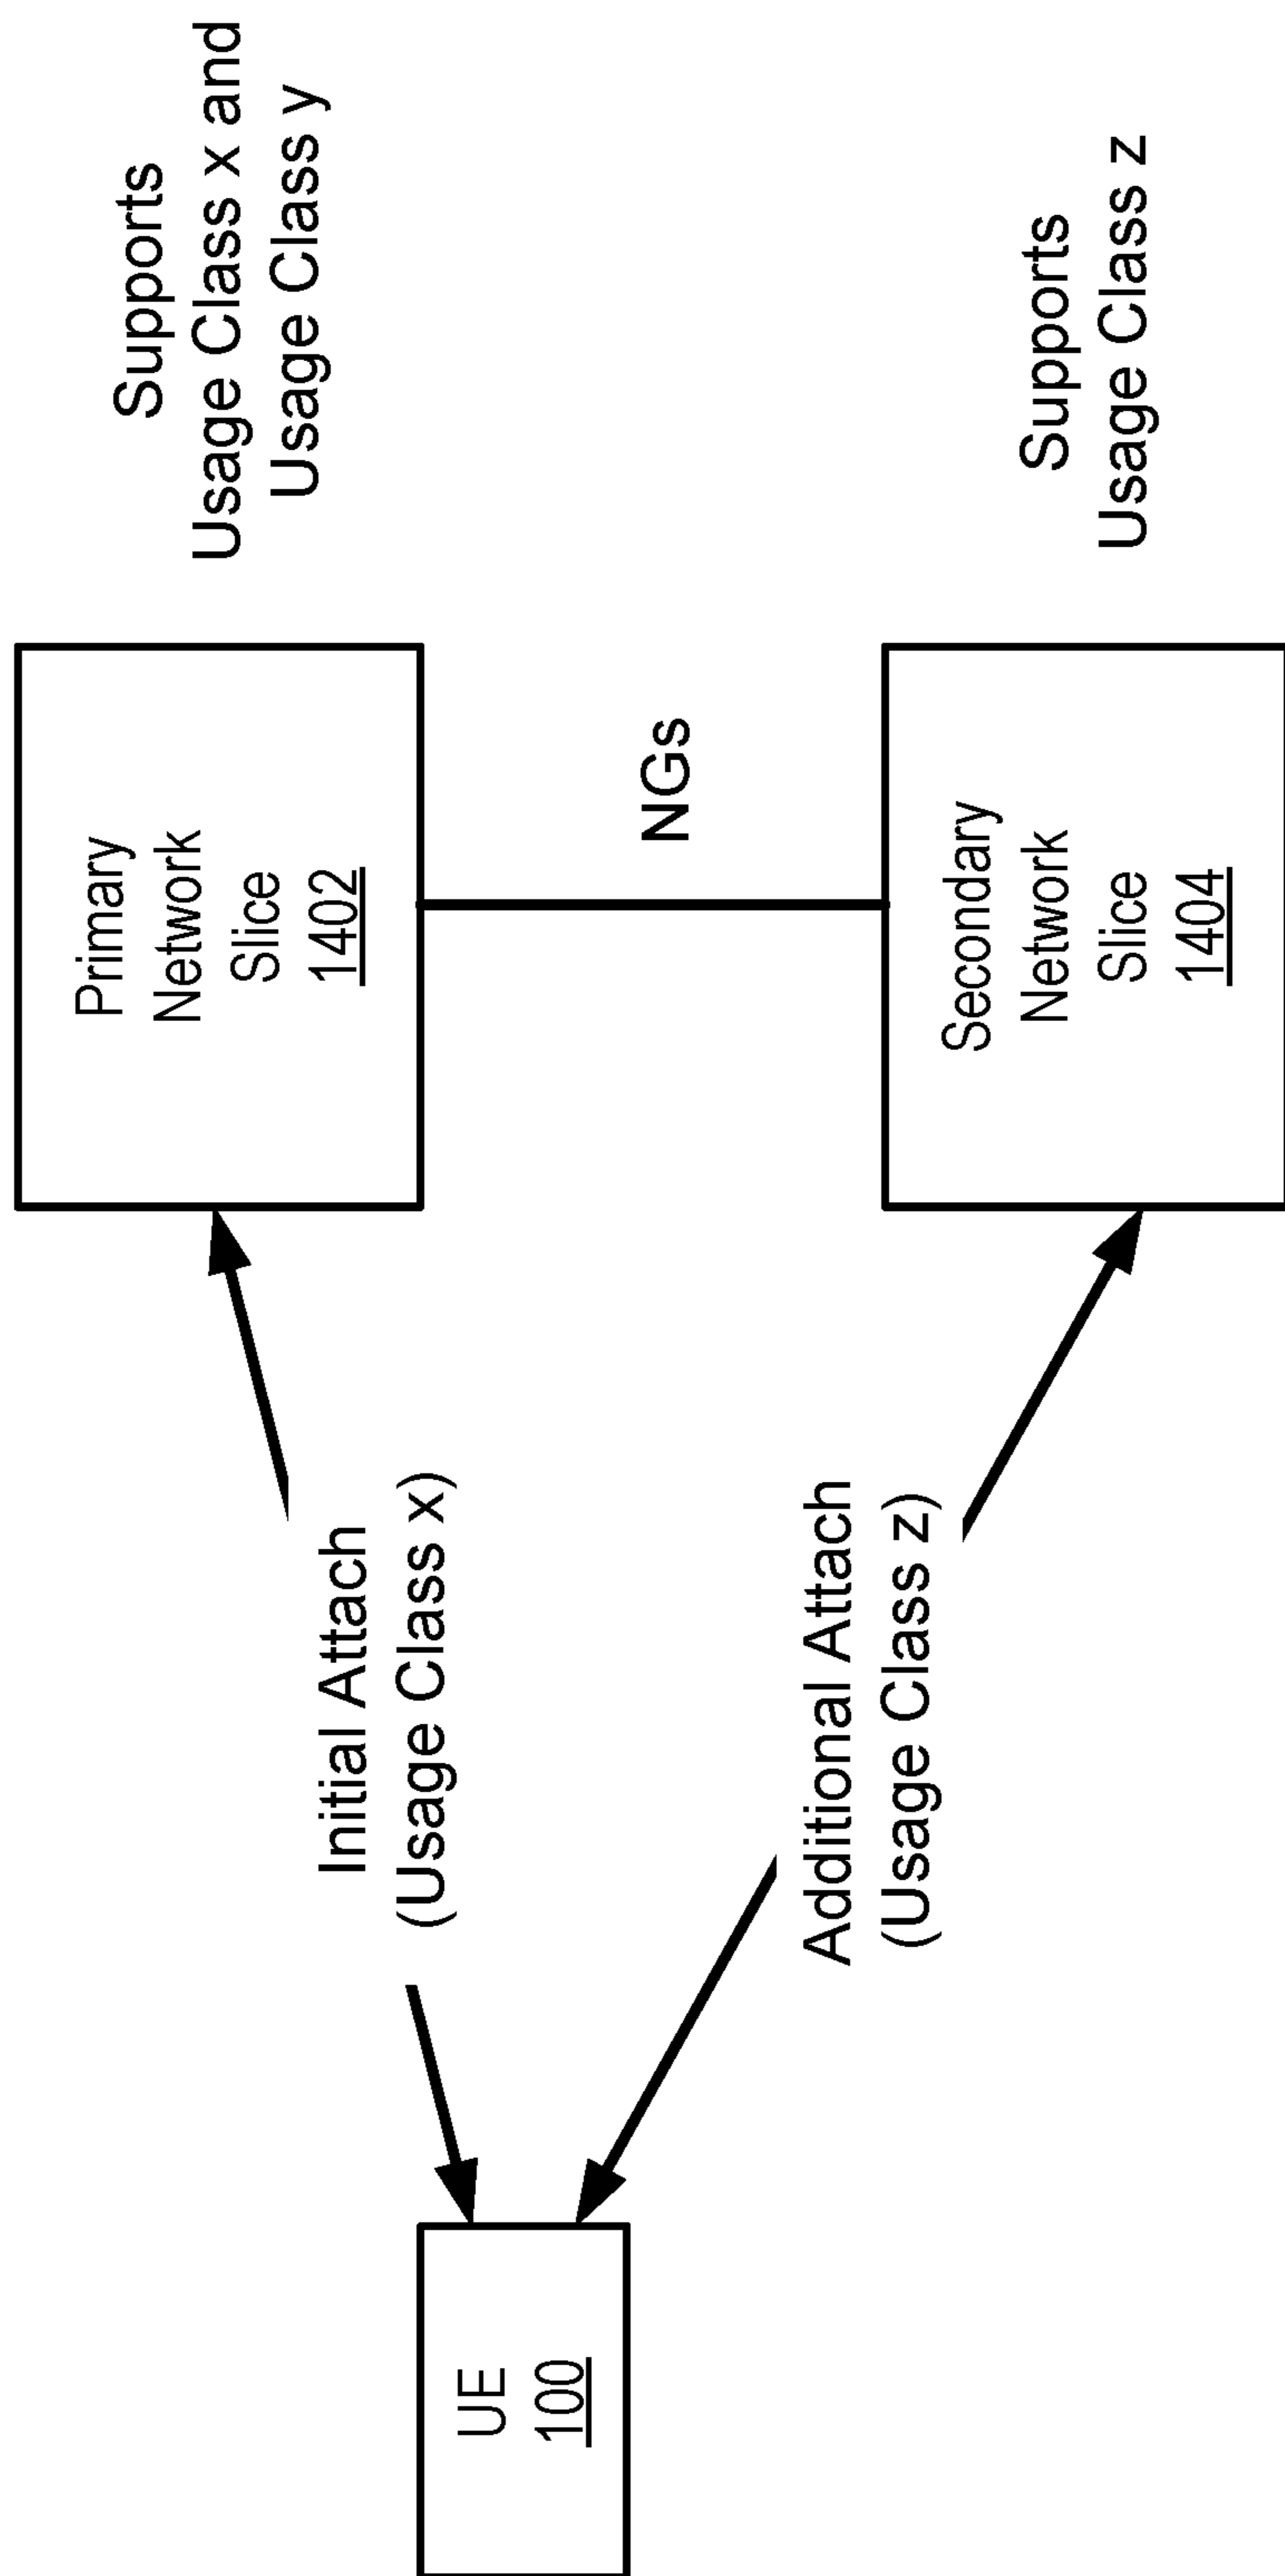 Primary
Network
Slice
1402
Supports
Usage Class x and
Usage Class y
Initial Attach
(Usage Class x)
NGs
UE
100
Additional Attach
(Usage Class z)
Secondary
Network
Slice
1404
Supports
Usage Class z